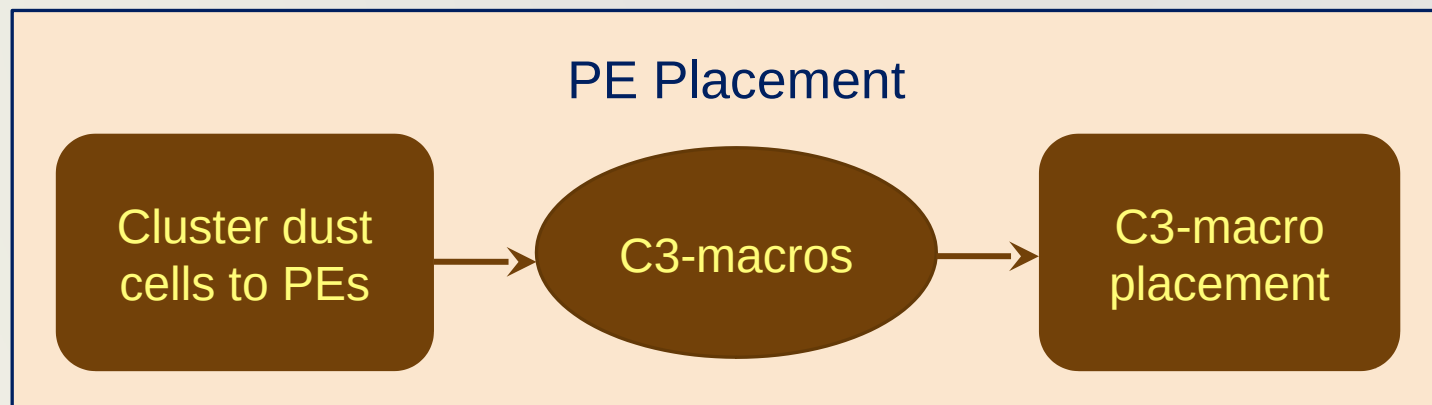 PE Placement
Cluster dust
cells to PEs
C3-macros
C3-macro
placement